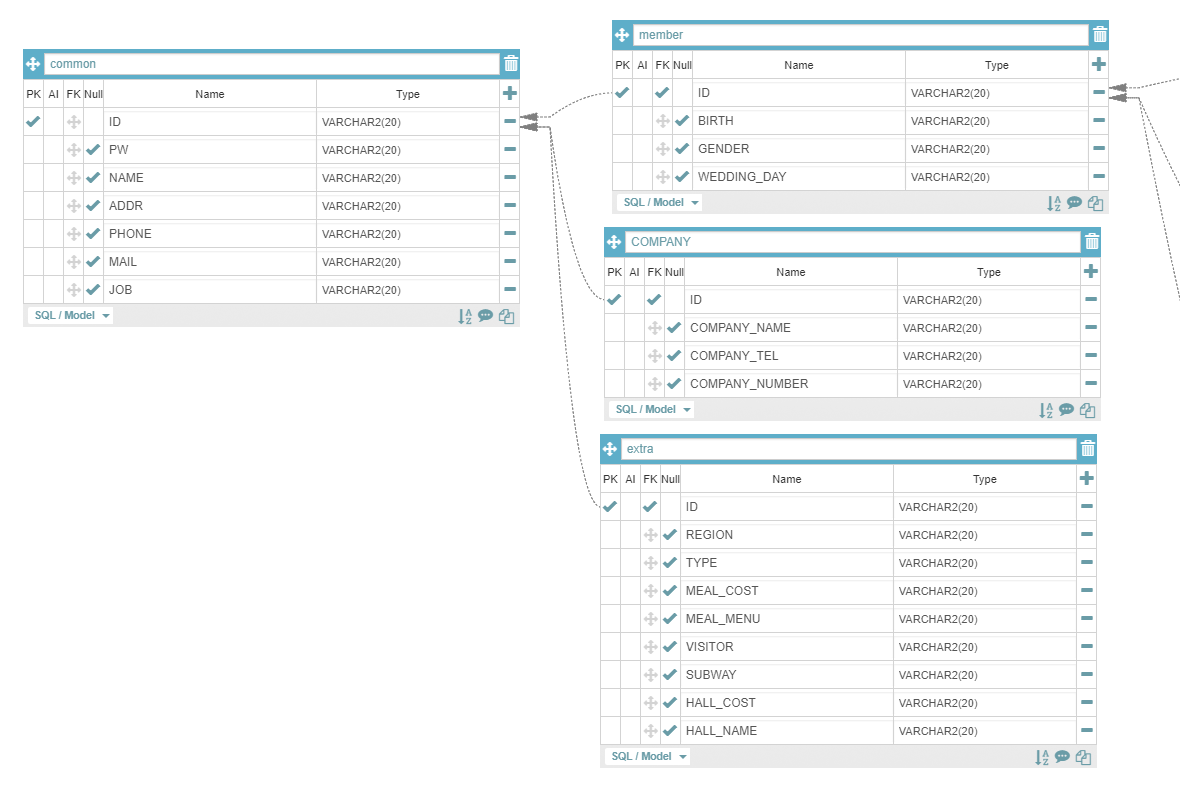 common
PK AI FK Null Name Type
ID VARCHAR2(20)
PW VARCHAR2(20)
NAME VARCHAR2(20)
ADDR VARCHAR2(20)
PHONE VARCHAR2(20)
MAIL VARCHAR2(20)
JOB VARCHAR2(20)
SQL / Model
member
PK AI FK Null Name Type
ID VARCHAR2(20)
BIRTH VARCHAR2(20)
GENDER VARCHAR2(20)
WEDDING_DAY VARCHAR2(20)
SQL / Model
COMPANY
PK AI FK Null Name Type
ID VARCHAR2(20)
COMPANY_NAME VARCHAR2(20)
COMPANY_TEL VARCHAR2(20)
COMPANY_NUMBER VARCHAR2(20)
SQL / Model
extra
PK AI FK Null Name Type
ID VARCHAR2(20)
REGION VARCHAR2(20)
TYPE VARCHAR2(20)
MEAL_COST VARCHAR2(20)
MEAL_MENU VARCHAR2(20)
VISITOR VARCHAR2(20)
SUBWAY VARCHAR2(20)
HALL_COST VARCHAR2(20)
HALL_NAME VARCHAR2(20)
SQL / Model